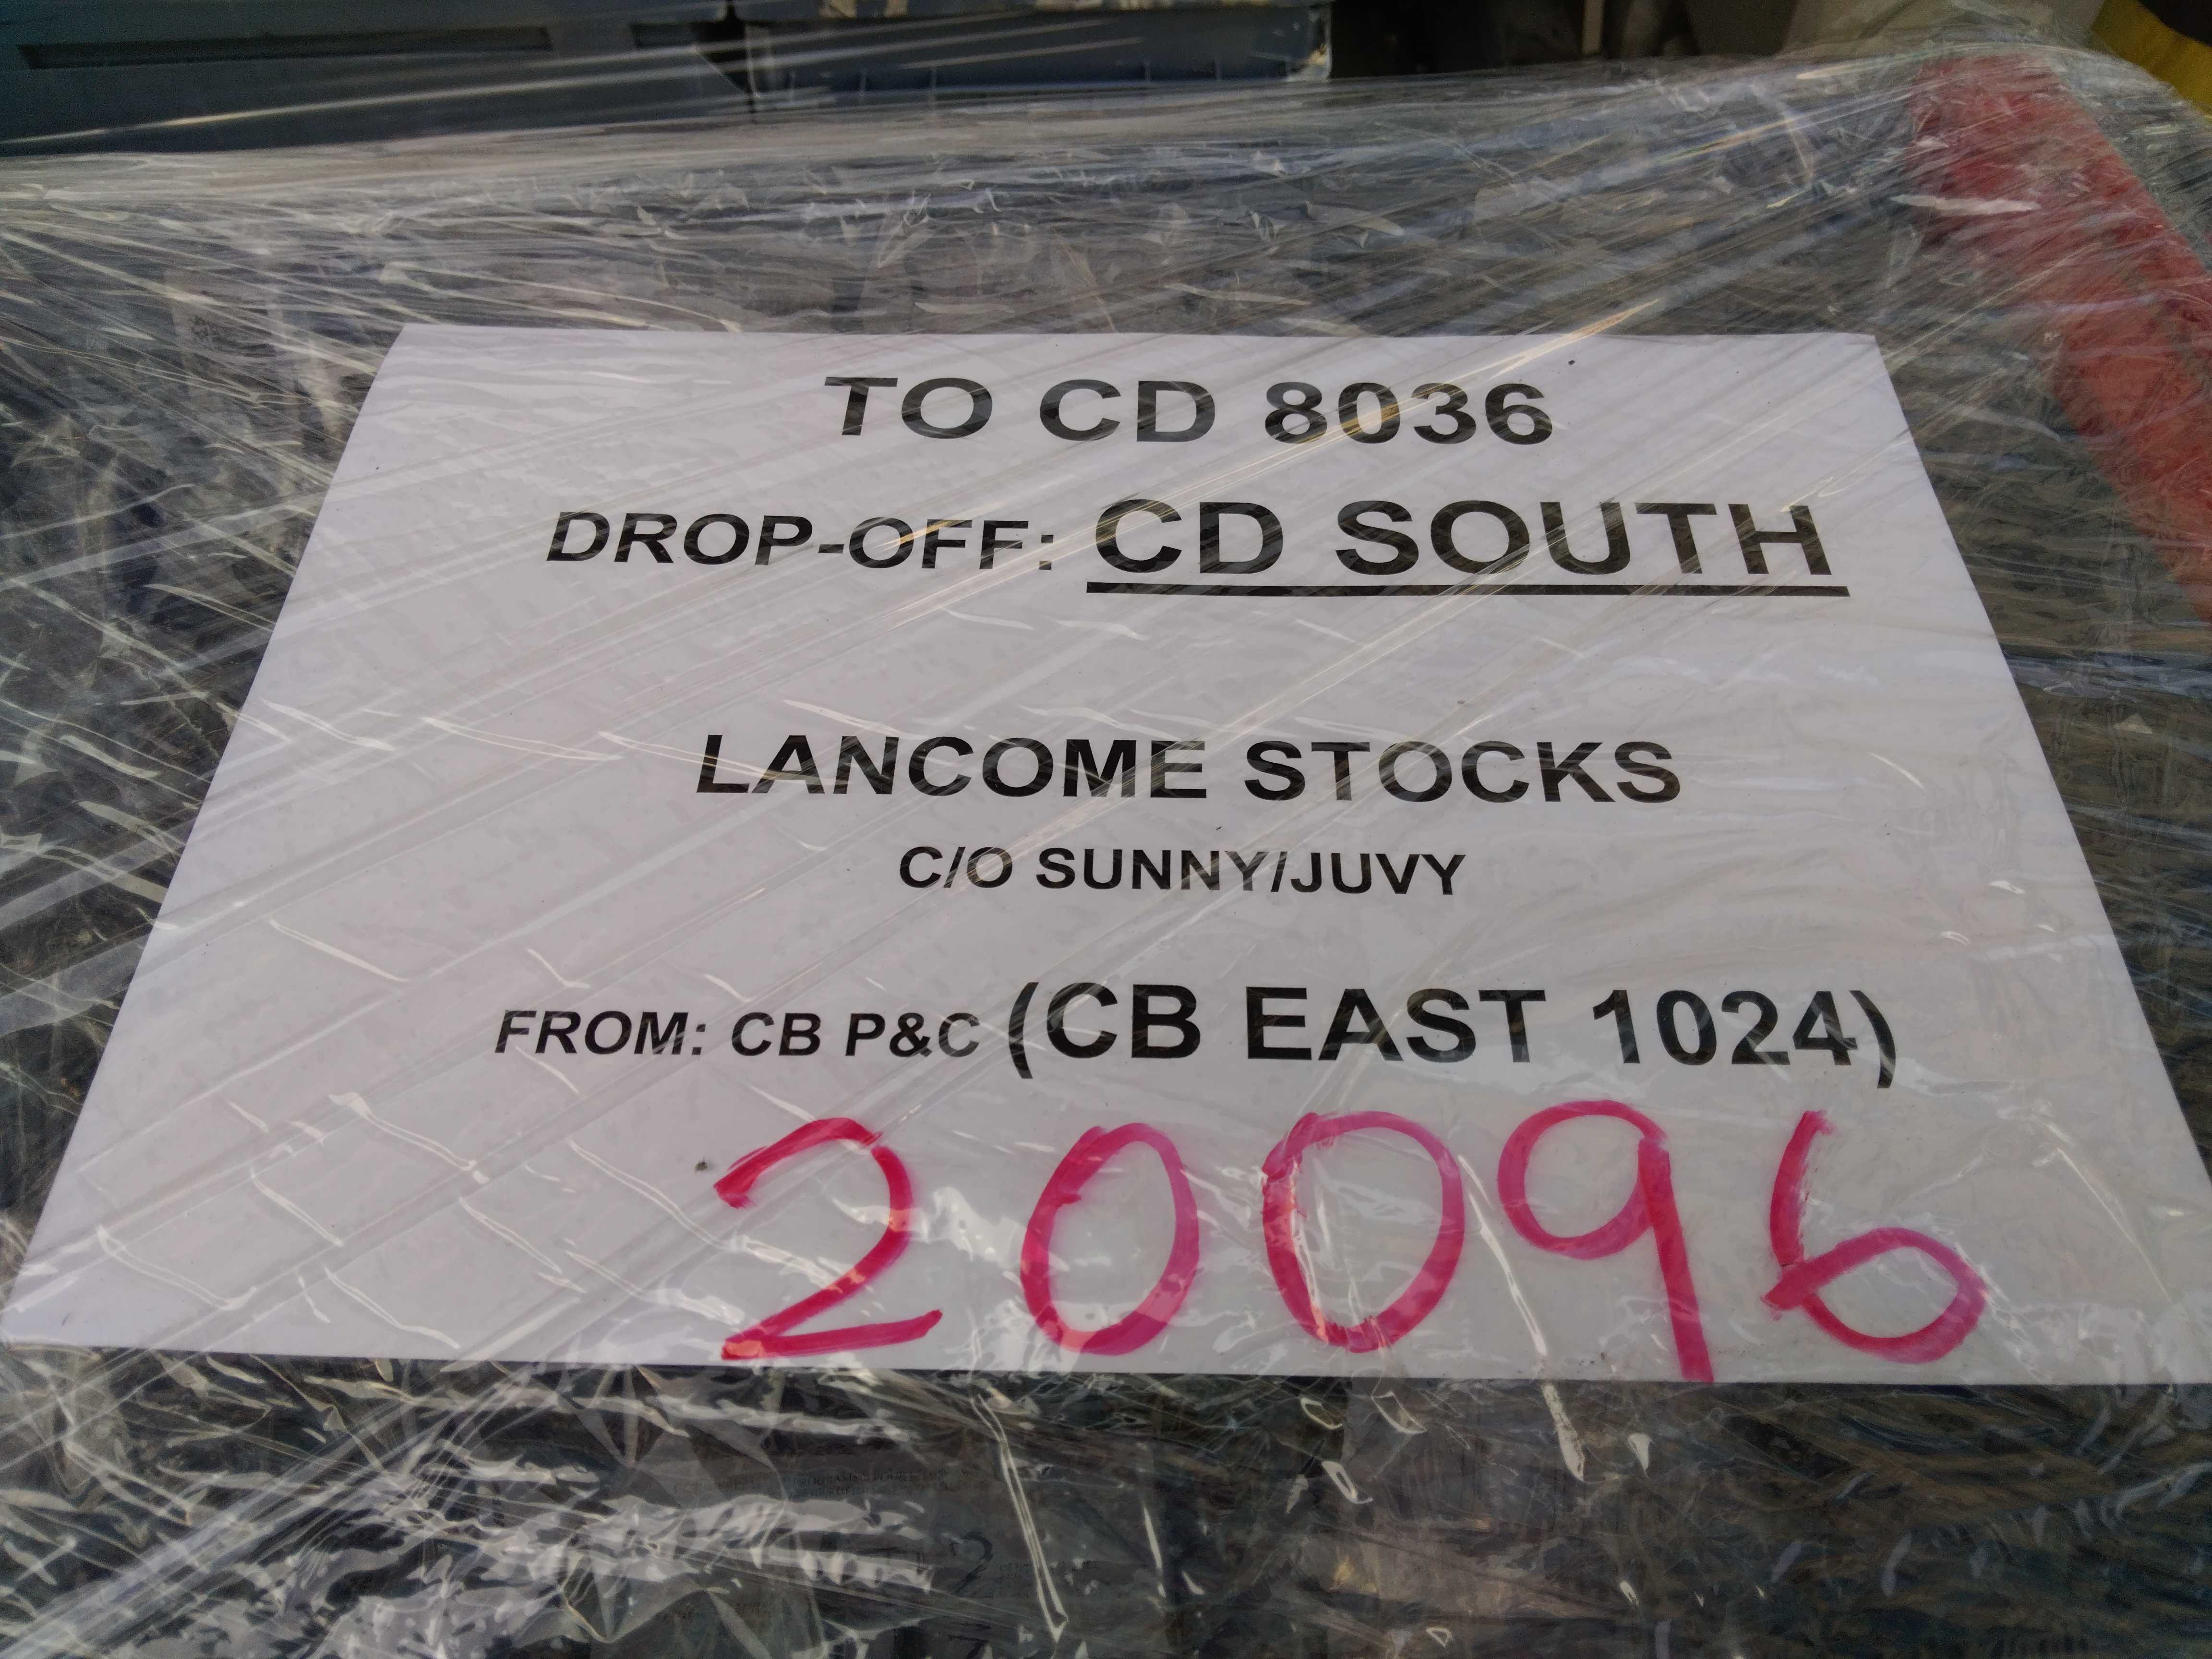 TO CD 8036
DROP-OFF: CD SOUTH
LANCOME STOCKS
C/O SUNNY/JUVY
FROM: CB P&C (CB EAST 1024)
20096